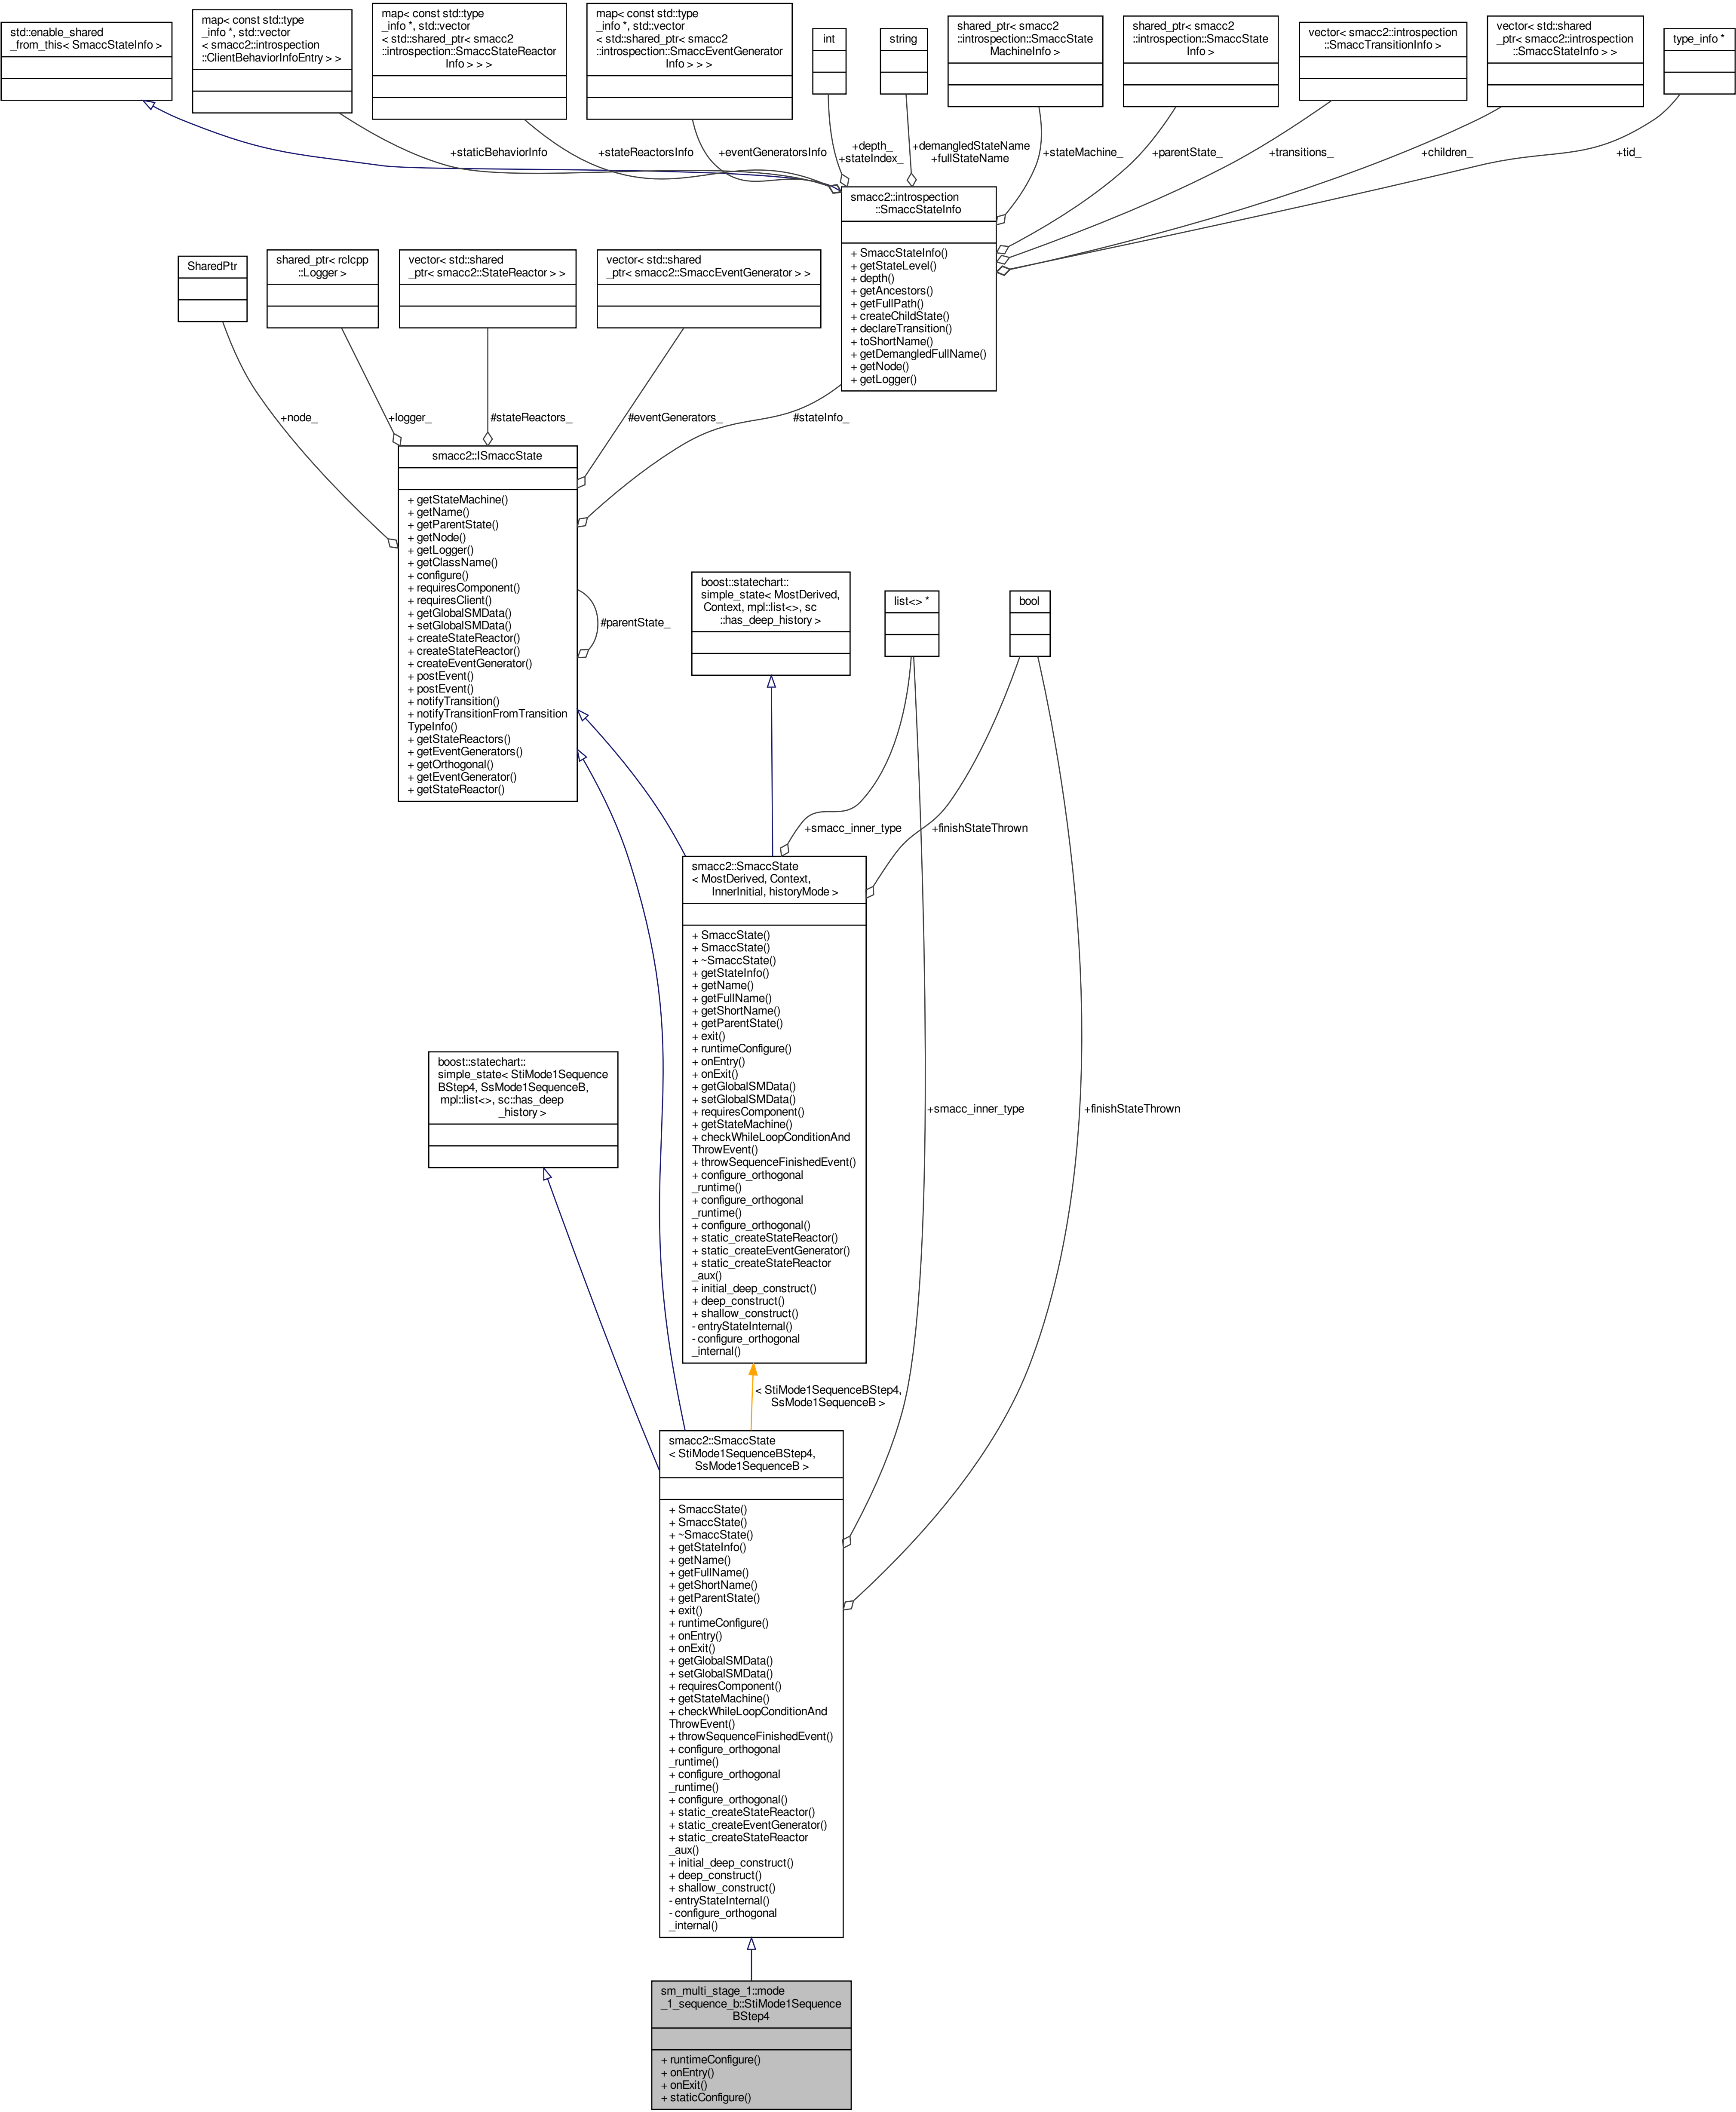 std::enable_shared
_from_this< SmaccStateInfo >
map< const std::type
_info *, std::vector
< smacc2::introspection
::ClientBehaviorInfoEntry > >
map< const std::type
_info *, std::vector
< std::shared_ptr< smacc2
::introspection::SmaccStateReactor
Info > > >
map< const std::type
_info *, std::vector
< std::shared_ptr< smacc2
::introspection::SmaccEventGenerator
Info > > >
int
string
shared_ptr< smacc2
::introspection::SmaccState
MachineInfo >
shared_ptr< smacc2
::introspection::SmaccState
Info >
vector< smacc2::introspection
::SmaccTransitionInfo >
vector< std::shared
_ptr< smacc2::introspection
::SmaccStateInfo > >
type_info *
+staticBehaviorInfo
+stateReactorsInfo
+eventGeneratorsInfo
+depth_
+stateIndex_
+demangledStateName
+fullStateName
+stateMachine_
+parentState_
+transitions_
+children_
+tid_
smacc2::introspection
::SmaccStateInfo
+ SmaccStateInfo()
+ getStateLevel()
+ depth()
+ getAncestors()
+ getFullPath()
+ createChildState()
+ declareTransition()
+ toShortName()
+ getDemangledFullName()
+ getNode()
+ getLogger()
SharedPtr
shared_ptr< rclcpp
::Logger >
vector< std::shared
_ptr< smacc2::StateReactor > >
vector< std::shared
_ptr< smacc2::SmaccEventGenerator > >
+node_
+logger_
#stateReactors_
#eventGenerators_
#stateInfo_
smacc2::ISmaccState
+ getStateMachine()
+ getName()
+ getParentState()
+ getNode()
+ getLogger()
+ getClassName()
+ configure()
+ requiresComponent()
+ requiresClient()
+ getGlobalSMData()
+ setGlobalSMData()
+ createStateReactor()
+ createStateReactor()
+ createEventGenerator()
+ postEvent()
+ postEvent()
+ notifyTransition()
+ notifyTransitionFromTransition
TypeInfo()
+ getStateReactors()
+ getEventGenerators()
+ getOrthogonal()
+ getEventGenerator()
+ getStateReactor()
#parentState_
boost::statechart::
simple_state< MostDerived,
Context, mpl::list<>, sc
::has_deep_history >
list<> *
bool
+smacc_inner_type
+finishStateThrown
smacc2::SmaccState
< MostDerived, Context,
InnerInitial, historyMode >
+ SmaccState()
+ SmaccState()
+ ~SmaccState()
+ getStateInfo()
+ getName()
+ getFullName()
+ getShortName()
+ getParentState()
+ exit()
+ runtimeConfigure()
+ onEntry()
+ onExit()
+ getGlobalSMData()
+ setGlobalSMData()
+ requiresComponent()
+ getStateMachine()
+ checkWhileLoopConditionAnd
ThrowEvent()
+ throwSequenceFinishedEvent()
+ configure_orthogonal
_runtime()
+ configure_orthogonal
_runtime()
+ configure_orthogonal()
+ static_createStateReactor()
+ static_createEventGenerator()
+ static_createStateReactor
_aux()
+ initial_deep_construct()
+ deep_construct()
+ shallow_construct()
- entryStateInternal()
- configure_orthogonal
_internal()
boost::statechart::
simple_state< StiMode1Sequence
BStep4, SsMode1SequenceB,
mpl::list<>, sc::has_deep
_history >
+smacc_inner_type
+finishStateThrown
< StiMode1SequenceBStep4,
SsMode1SequenceB >
smacc2::SmaccState
< StiMode1SequenceBStep4,
SsMode1SequenceB >
+ SmaccState()
+ SmaccState()
+ ~SmaccState()
+ getStateInfo()
+ getName()
+ getFullName()
+ getShortName()
+ getParentState()
+ exit()
+ runtimeConfigure()
+ onEntry()
+ onExit()
+ getGlobalSMData()
+ setGlobalSMData()
+ requiresComponent()
+ getStateMachine()
+ checkWhileLoopConditionAnd
ThrowEvent()
+ throwSequenceFinishedEvent()
+ configure_orthogonal
_runtime()
+ configure_orthogonal
_runtime()
+ configure_orthogonal()
+ static_createStateReactor()
+ static_createEventGenerator()
+ static_createStateReactor
_aux()
+ initial_deep_construct()
+ deep_construct()
+ shallow_construct()
- entryStateInternal()
- configure_orthogonal
_internal()
sm_multi_stage_1::mode
_1_sequence_b::StiMode1Sequence
BStep4
+ runtimeConfigure()
+ onEntry()
+ onExit()
+ staticConfigure()